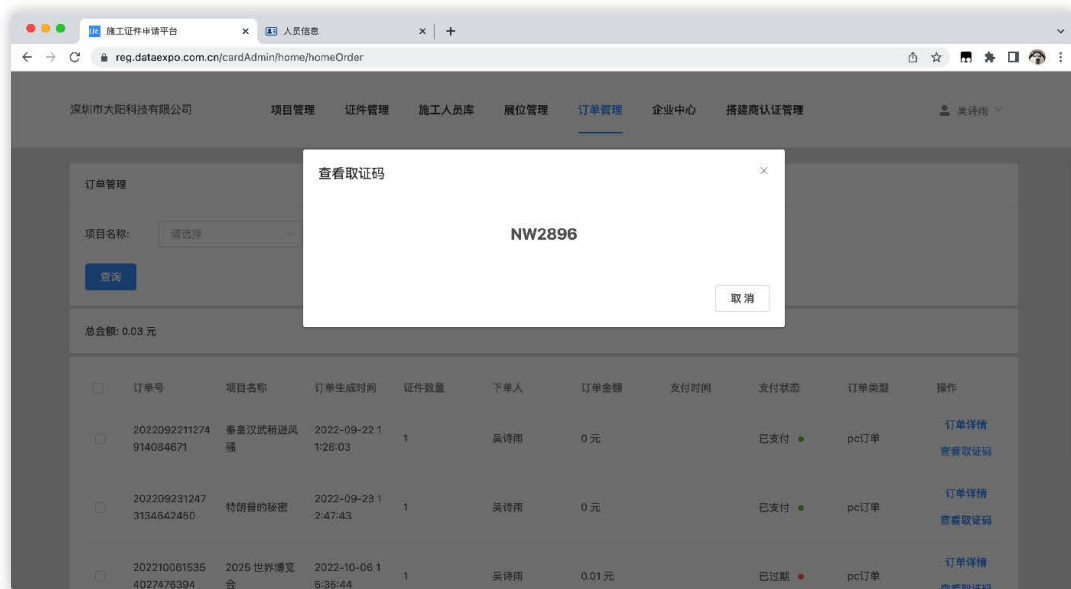 施工证件申请平台
人员信息
reg.dataexpo.com.cn/cardAdmin/home/homeOrder
深圳市大阳科技有限公司 项目管理 证件管理 施工人员库 展位管理 订单管理 企业中心 搭建商认证管理 吴诗雨
查看取证码
订单管理
项目名称: 请选择
NW2896
查询
取 消
总金额: 0.03 元
订单号 项目名称 订单生成时间 证件数量 下单人 订单金额 支付时间 支付状态 订单类型 操作
2022092211274 秦皇汉武稍逊风 2022-09-22 1 订单详情
914084671 骚 1:28:03 1 吴诗雨 0 元 已支付 pc订单 查看取证码
202209231247 特朗普的秘密 2022-09-23 1 订单详情
3134642450 2:47:43 1 吴诗雨 0 元 已支付 pc订单 查看取证码
202210061535 2025 世界博览 2022-10-06 1 订单详情
4027476394 会 5:35:44 1 吴诗雨 0.01 元 已过期 pc订单 查看取证码